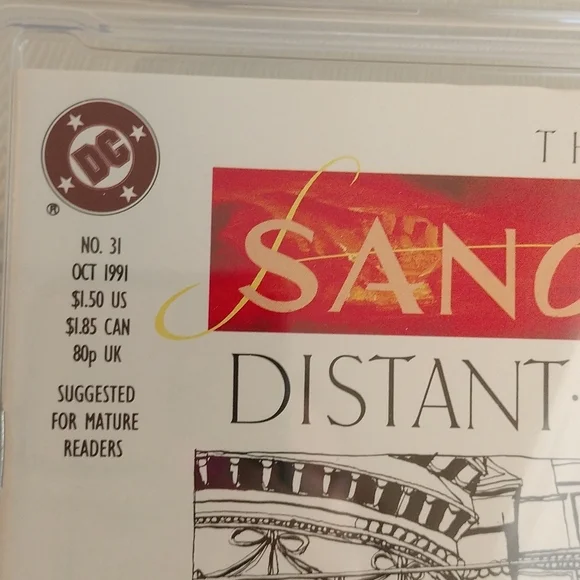 DC
®
NO. 31
OCT 1991
$1.50 US
$1.85 CAN
80p UK
SUGGESTED
FOR MATURE
READERS
TH
SAN
DISTANT